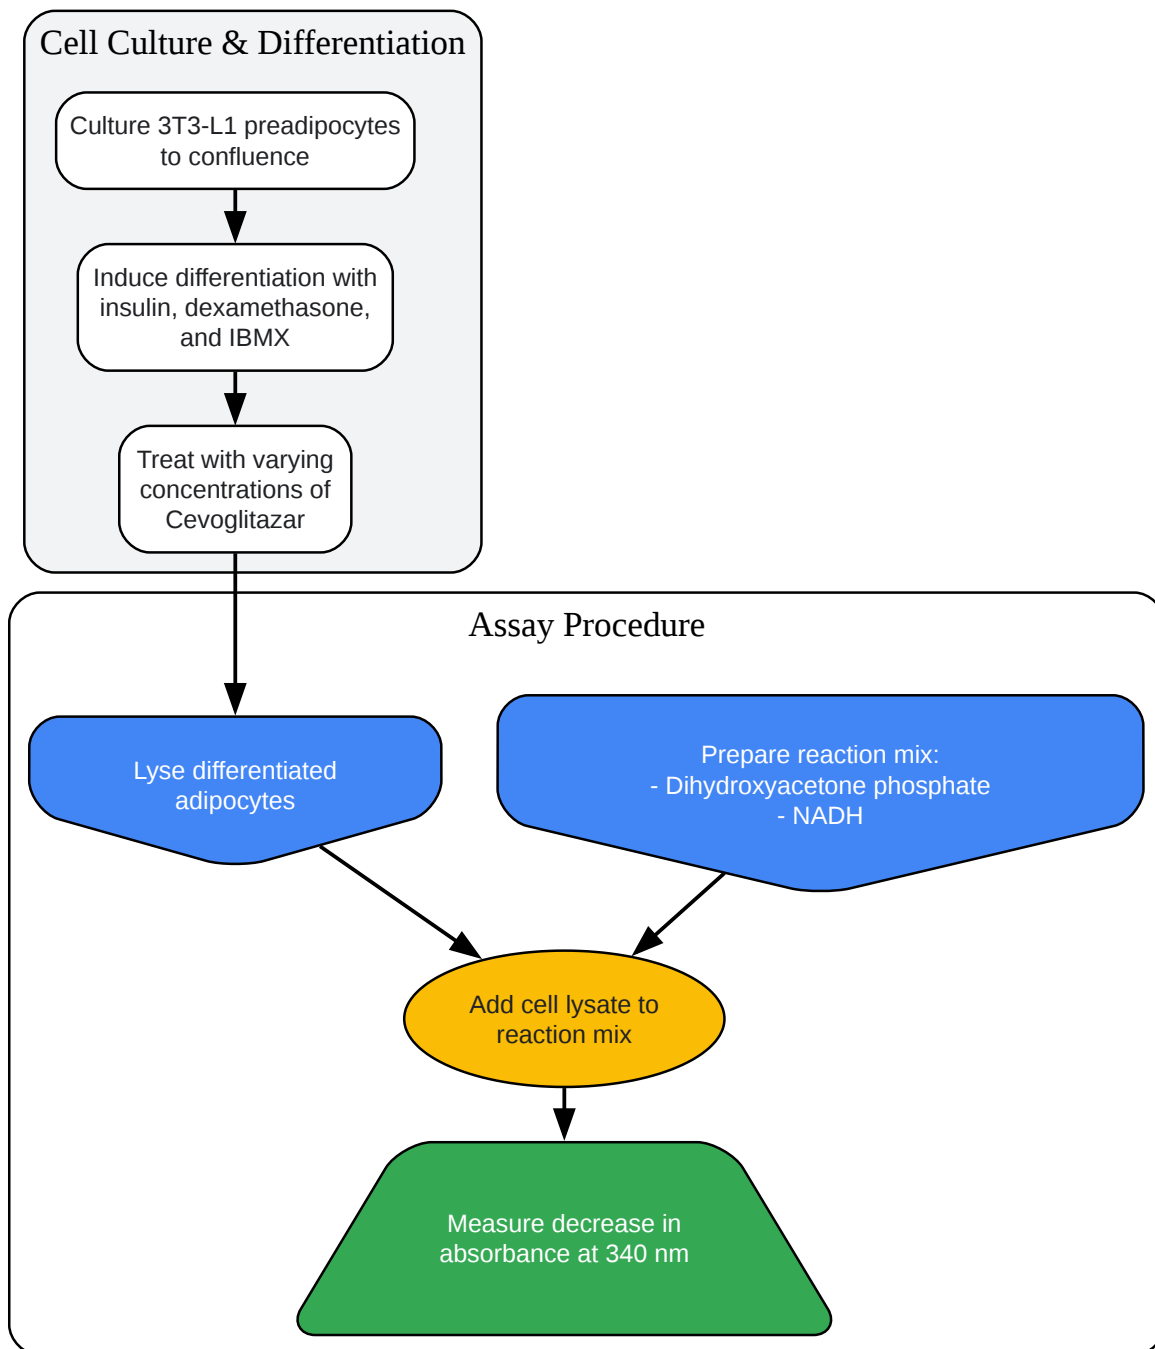 Cell Culture & Differentiation
Culture 3T3-L1 preadipocytes
to confluence
Induce differentiation with
insulin, dexamethasone,
and IBMX
Treat with varying
concentrations of
Cevoglitazar
Assay Procedure
Lyse differentiated
adipocytes
Prepare reaction mix:
- Dihydroxyacetone phosphate
- NADH
Add cell lysate to
reaction mix
Measure decrease in
absorbance at 340 nm